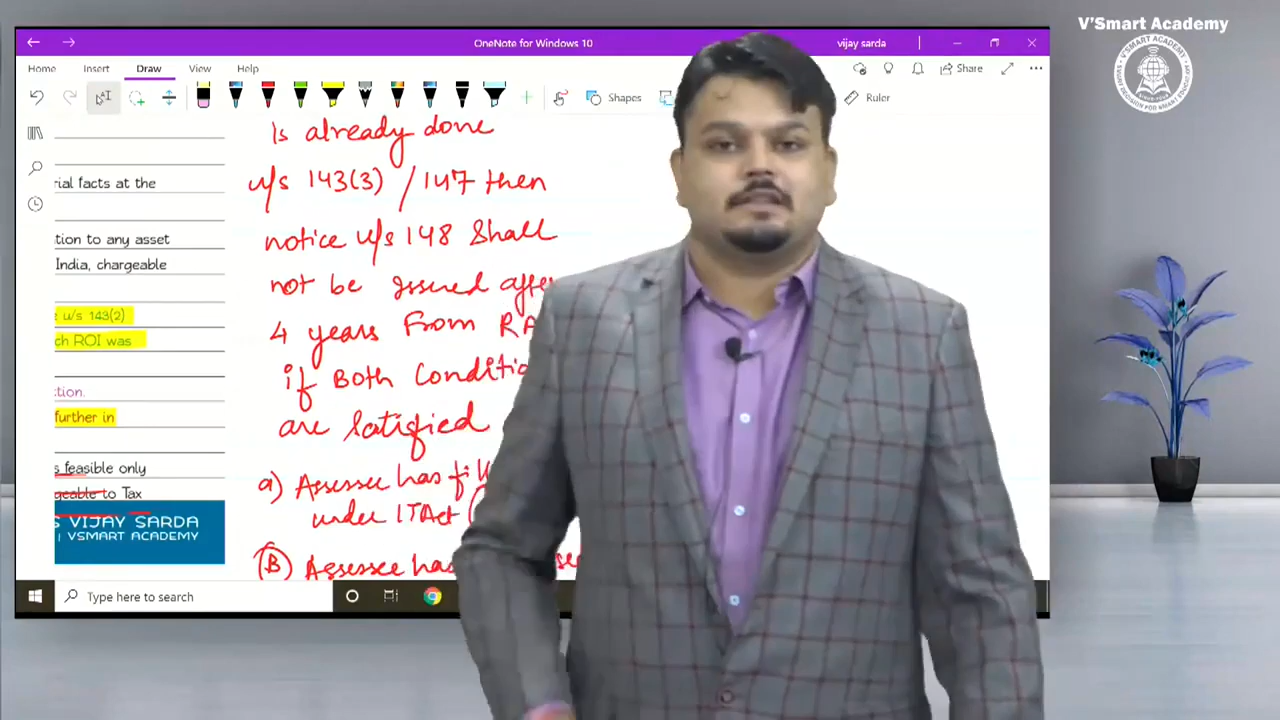 V'Smart Academy
OneNote for Windows 10
vijay sarda
Home Insert Draw View Help
Share
Shapes
Ruler
is already done
u/s 143(3) / 147 then
notice u/s 148 shall
not be issued after
4 years from RA
if Both Conditio
are satisfied
a) Assessee has fil
under ITAct (
(B) Assessee has
rial facts at the
tion to any asset
India, chargeable
e u/s 143(2)
ch ROI was
ction.
further in
s feasible only
geable to Tax
S VIJAY SARDA
| VSMART ACADEMY
Type here to search